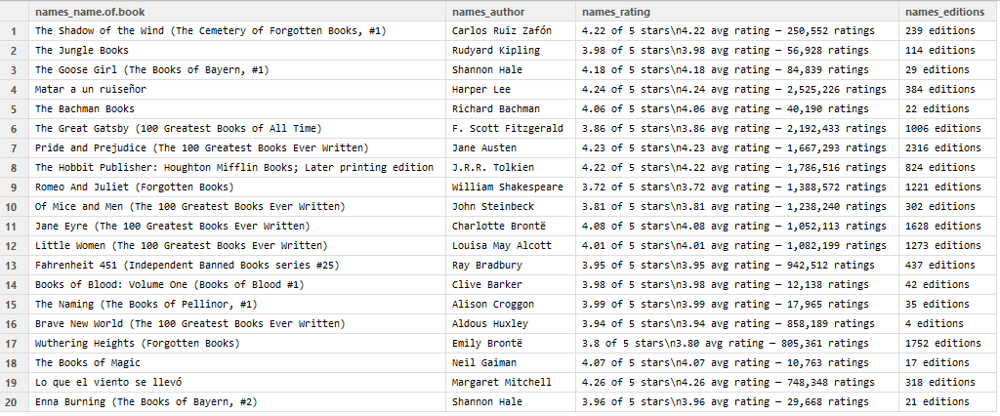 names_name.of.book names_author names_rating names_editions
1 The Shadow of the Wind (The Cemetery of Forgotten Books, #1) Carlos Ruiz Zafón 4.22 of 5 stars\n4.22 avg rating — 250,552 ratings 239 editions
2 The Jungle Books Rudyard Kipling 3.98 of 5 stars\n3.98 avg rating — 56,928 ratings 114 editions
3 The Goose Girl (The Books of Bayern, #1) Shannon Hale 4.18 of 5 stars\n4.18 avg rating — 84,839 ratings 29 editions
4 Matar a un ruiseñor Harper Lee 4.24 of 5 stars\n4.24 avg rating — 2,525,226 ratings 384 editions
5 The Bachman Books Richard Bachman 4.06 of 5 stars\n4.06 avg rating — 40,190 ratings 22 editions
6 The Great Gatsby (100 Greatest Books of All Time) F. Scott Fitzgerald 3.86 of 5 stars\n3.86 avg rating — 2,192,433 ratings 1006 editions
7 Pride and Prejudice (The 100 Greatest Books Ever Written) Jane Austen 4.23 of 5 stars\n4.23 avg rating — 1,667,293 ratings 2316 editions
8 The Hobbit Publisher: Houghton Mifflin Books; Later printing edition J.R.R. Tolkien 4.22 of 5 stars\n4.22 avg rating — 1,786,516 ratings 824 editions
9 Romeo And Juliet (Forgotten Books) William Shakespeare 3.72 of 5 stars\n3.72 avg rating — 1,388,572 ratings 1221 editions
10 Of Mice and Men (The 100 Greatest Books Ever Written) John Steinbeck 3.81 of 5 stars\n3.81 avg rating — 1,238,240 ratings 302 editions
11 Jane Eyre (The 100 Greatest Books Ever Written) Charlotte Brontë 4.08 of 5 stars\n4.08 avg rating — 1,052,113 ratings 1628 editions
12 Little Women (The 100 Greatest Books Ever Written) Louisa May Alcott 4.01 of 5 stars\n4.01 avg rating — 1,082,199 ratings 1273 editions
13 Fahrenheit 451 (Independent Banned Books series #25) Ray Bradbury 3.95 of 5 stars\n3.95 avg rating — 942,512 ratings 437 editions
14 Books of Blood: Volume One (Books of Blood #1) Clive Barker 3.98 of 5 stars\n3.98 avg rating — 12,138 ratings 42 editions
15 The Naming (The Books of Pellinor, #1) Alison Croggon 3.99 of 5 stars\n3.99 avg rating — 17,965 ratings 35 editions
16 Brave New World (The 100 Greatest Books Ever Written) Aldous Huxley 3.94 of 5 stars\n3.94 avg rating — 858,189 ratings 4 editions
17 Wuthering Heights (Forgotten Books) Emily Brontë 3.8 of 5 stars\n3.80 avg rating — 805,361 ratings 1752 editions
18 The Books of Magic Neil Gaiman 4.07 of 5 stars\n4.07 avg rating — 10,763 ratings 17 editions
19 Lo que el viento se llevó Margaret Mitchell 4.26 of 5 stars\n4.26 avg rating — 748,348 ratings 318 editions
20 Enna Burning (The Books of Bayern, #2) Shannon Hale 3.96 of 5 stars\n3.96 avg rating — 29,668 ratings 21 editions